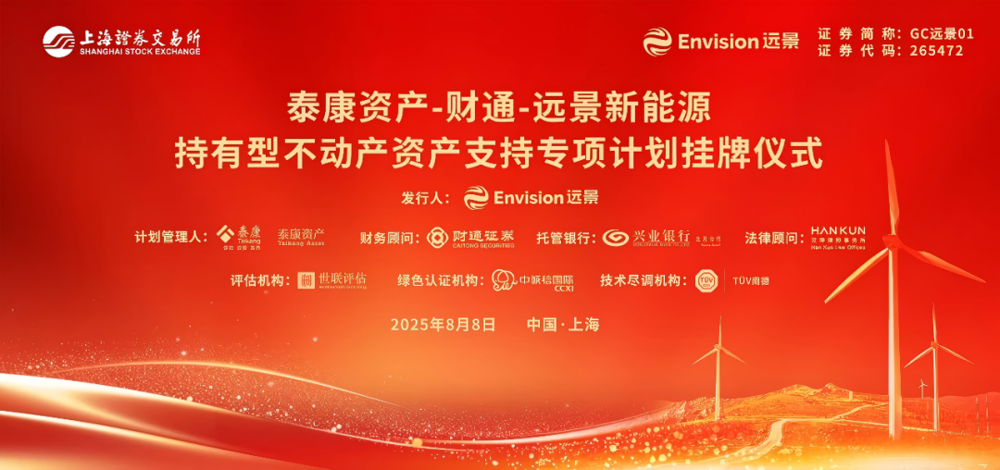 上海證券交易所
SHANGHAI STOCK EXCHANGE
Envision 远景
证券简称：GC远景01
证券代码：265472
泰康资产-财通-远景新能源
持有型不动产资产支持专项计划挂牌仪式
发行人： Envision 远景
计划管理人： 泰康 Taikang 泰康资产 Taikang Asset 财务顾问： 财通证券 CAITONG SECURITIES 托管银行： 兴业银行 法律顾问： HANKUN 汉坤律师事务所 Han Kun Law Offices
评估机构： 世联评估 绿色认证机构： 中诚信国际 CCXI 技术尽调机构： TÜV TÜV南德
2025年8月8日 中国·上海